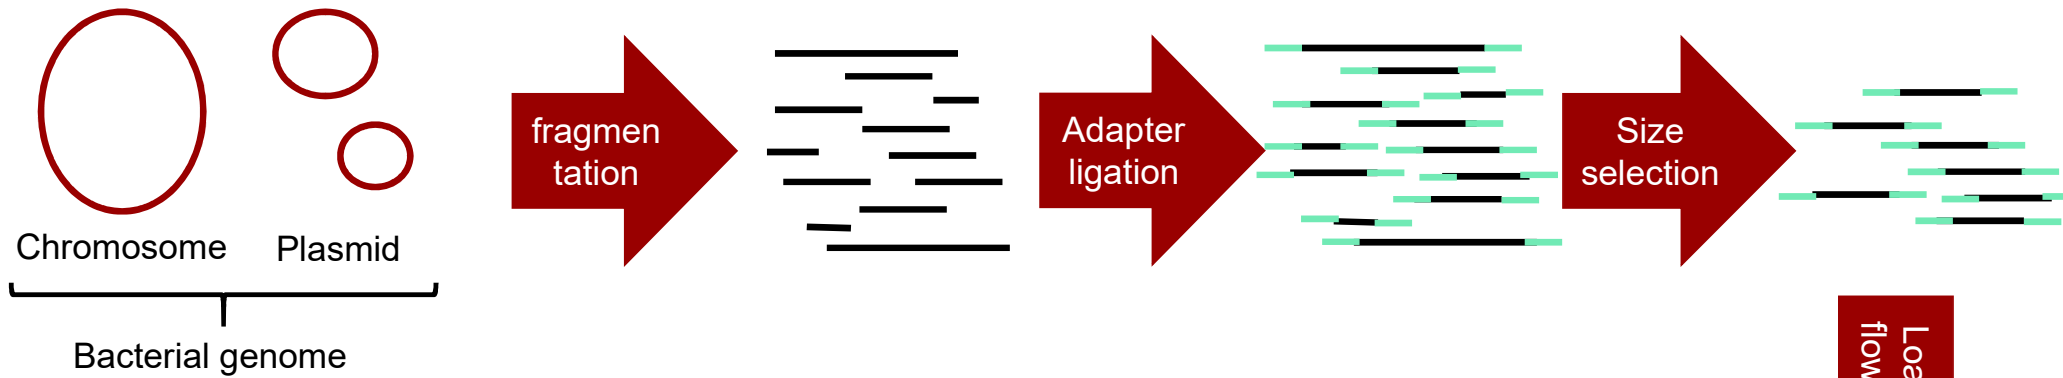 fragmen
tation
Adapter
ligation
Size
selection
Chromosome
Plasmid
Bacterial genome